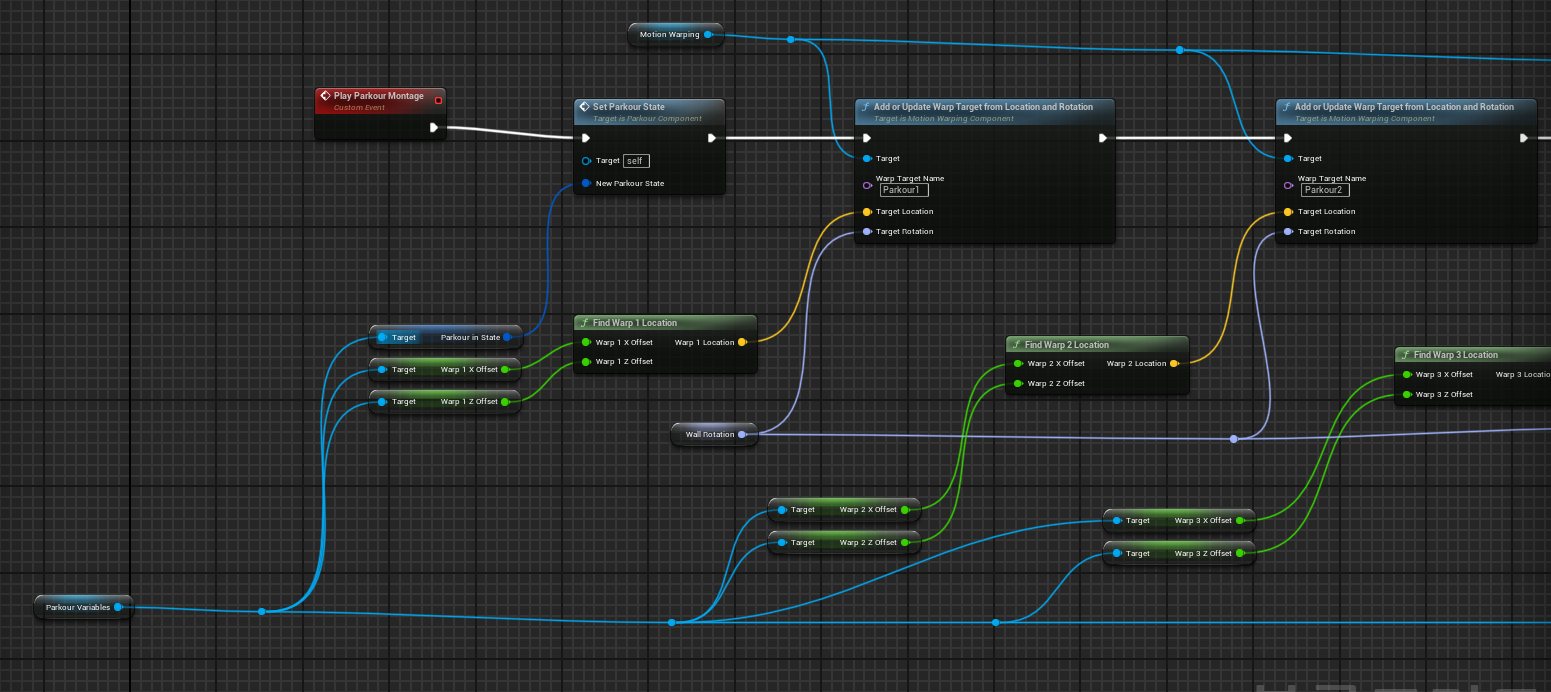 Motion Warping
Play Parkour Montage
Custom Event
Set Parkour State
Target is Parkour Component
Target self
New Parkour State
Add or Update Warp Target from Location and Rotation
Target is Motion Warping Component
Target
Warp Target Name
Parkour1
Target Location
Target Rotation
Add or Update Warp Target from Location and Rotation
Target is Motion Warping Component
Target
Warp Target Name
Parkour2
Target Location
Target Rotation
Target Parkour in State
Target Warp 1 X Offset
Target Warp 1 Z Offset
Find Warp 1 Location
Warp 1 X Offset Warp 1 Location
Warp 1 Z Offset
Find Warp 2 Location
Warp 2 X Offset Warp 2 Location
Warp 2 Z Offset
Find Warp 3 Location
Warp 3 X Offset Warp 3 Locatio
Warp 3 Z Offset
Wall Rotation
Target Warp 2 X Offset
Target Warp 2 Z Offset
Target Warp 3 X Offset
Target Warp 3 Z Offset
Parkour Variables